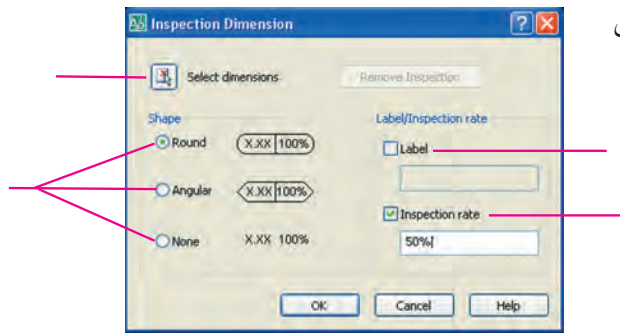 Inspection Dimension
Select dimensions
Remove Inspection
Shape
Label/Inspection rate
Round
X.XX 100%
Label
Angular
X.XX 100%
Inspection rate
None
X.XX 100%
50%
OK
Cancel
Help